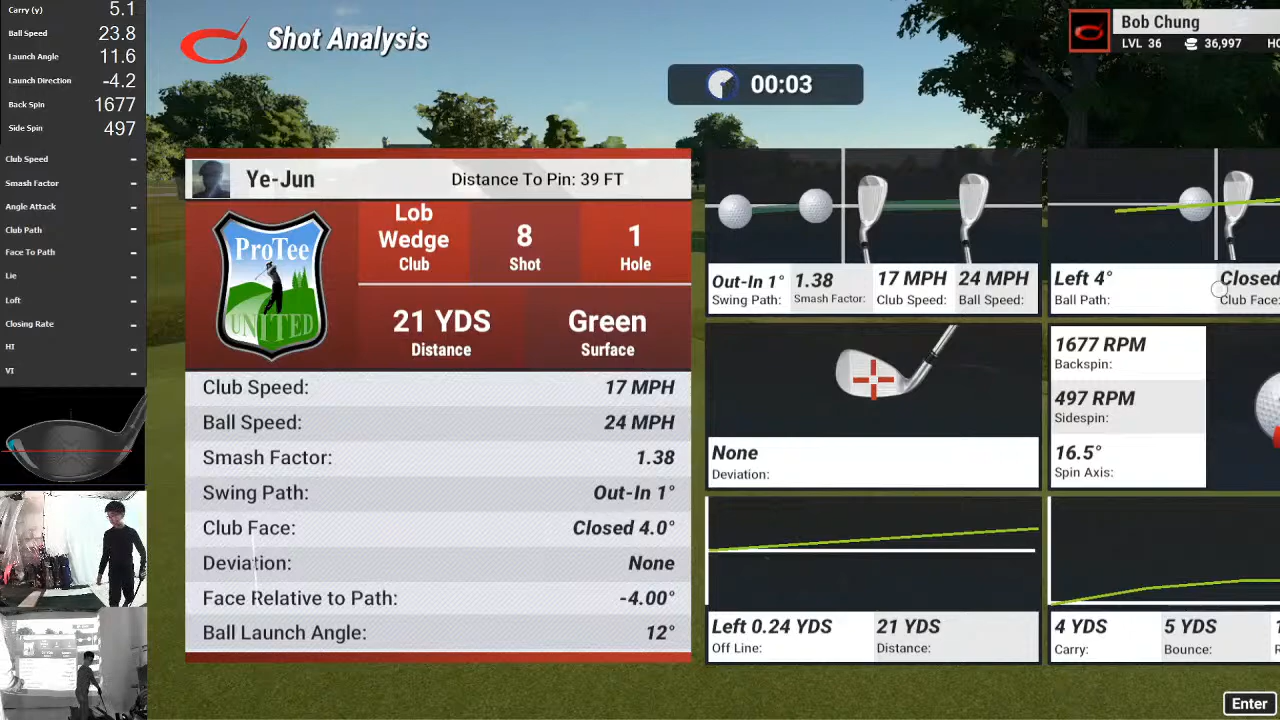 Carry (y) 5.1
Ball Speed 23.8
Launch Angle 11.6
Launch Direction -4.2
Back Spin 1677
Side Spin 497
Club Speed -
Smash Factor -
Angle Attack -
Club Path -
Face To Path -
Lie -
Loft -
Closing Rate -
HI -
VI -
Shot Analysis
00:03
Bob Chung
LVL 36 36,997 HO
Ye-Jun Distance To Pin: 39 FT
ProTee
UNITED
Lob
Wedge
Club
8
Shot
1
Hole
21 YDS
Distance
Green
Surface
Club Speed: 17 MPH
Ball Speed: 24 MPH
Smash Factor: 1.38
Swing Path: Out-In 1°
Club Face: Closed 4.0°
Deviation: None
Face Relative to Path: -4.00°
Ball Launch Angle: 12°
Out-In 1° 1.38 17 MPH 24 MPH
Swing Path: Smash Factor: Club Speed: Ball Speed:
Left 4° Closed
Ball Path: Club Face:
None
Deviation:
1677 RPM
Backspin:
497 RPM
Sidespin:
16.5°
Spin Axis:
Left 0.24 YDS 21 YDS
Off Line: Distance:
4 YDS 5 YDS
Carry: Bounce:
Enter